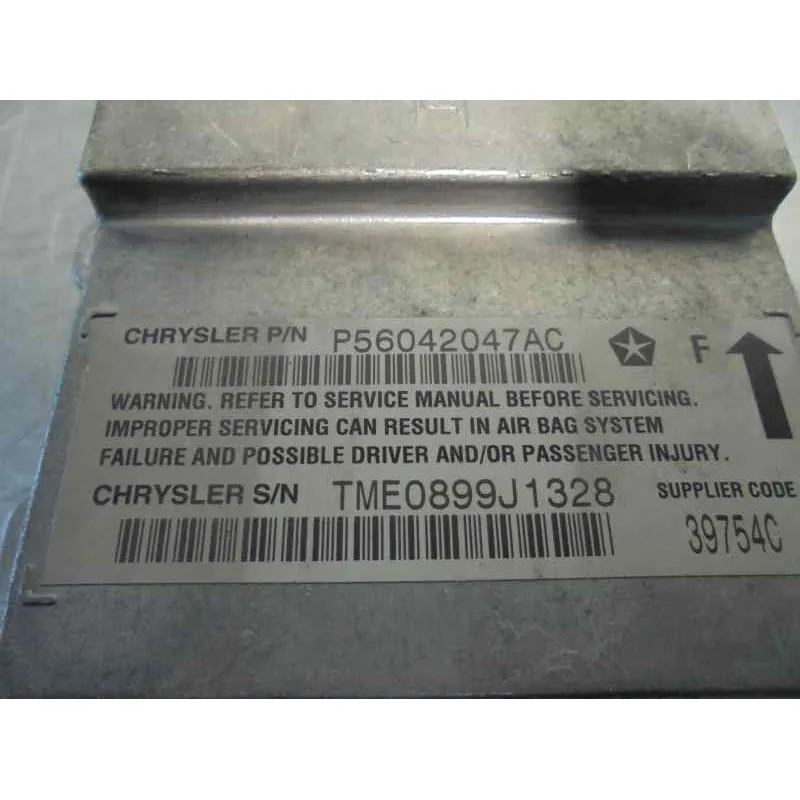 CHRYSLER P/N P56042047AC F
WARNING. REFER TO SERVICE MANUAL BEFORE SERVICING.
IMPROPER SERVICING CAN RESULT IN AIR BAG SYSTEM
FAILURE AND POSSIBLE DRIVER AND/OR PASSENGER INJURY.
CHRYSLER S/N TME0899J1328 SUPPLIER CODE
39754C